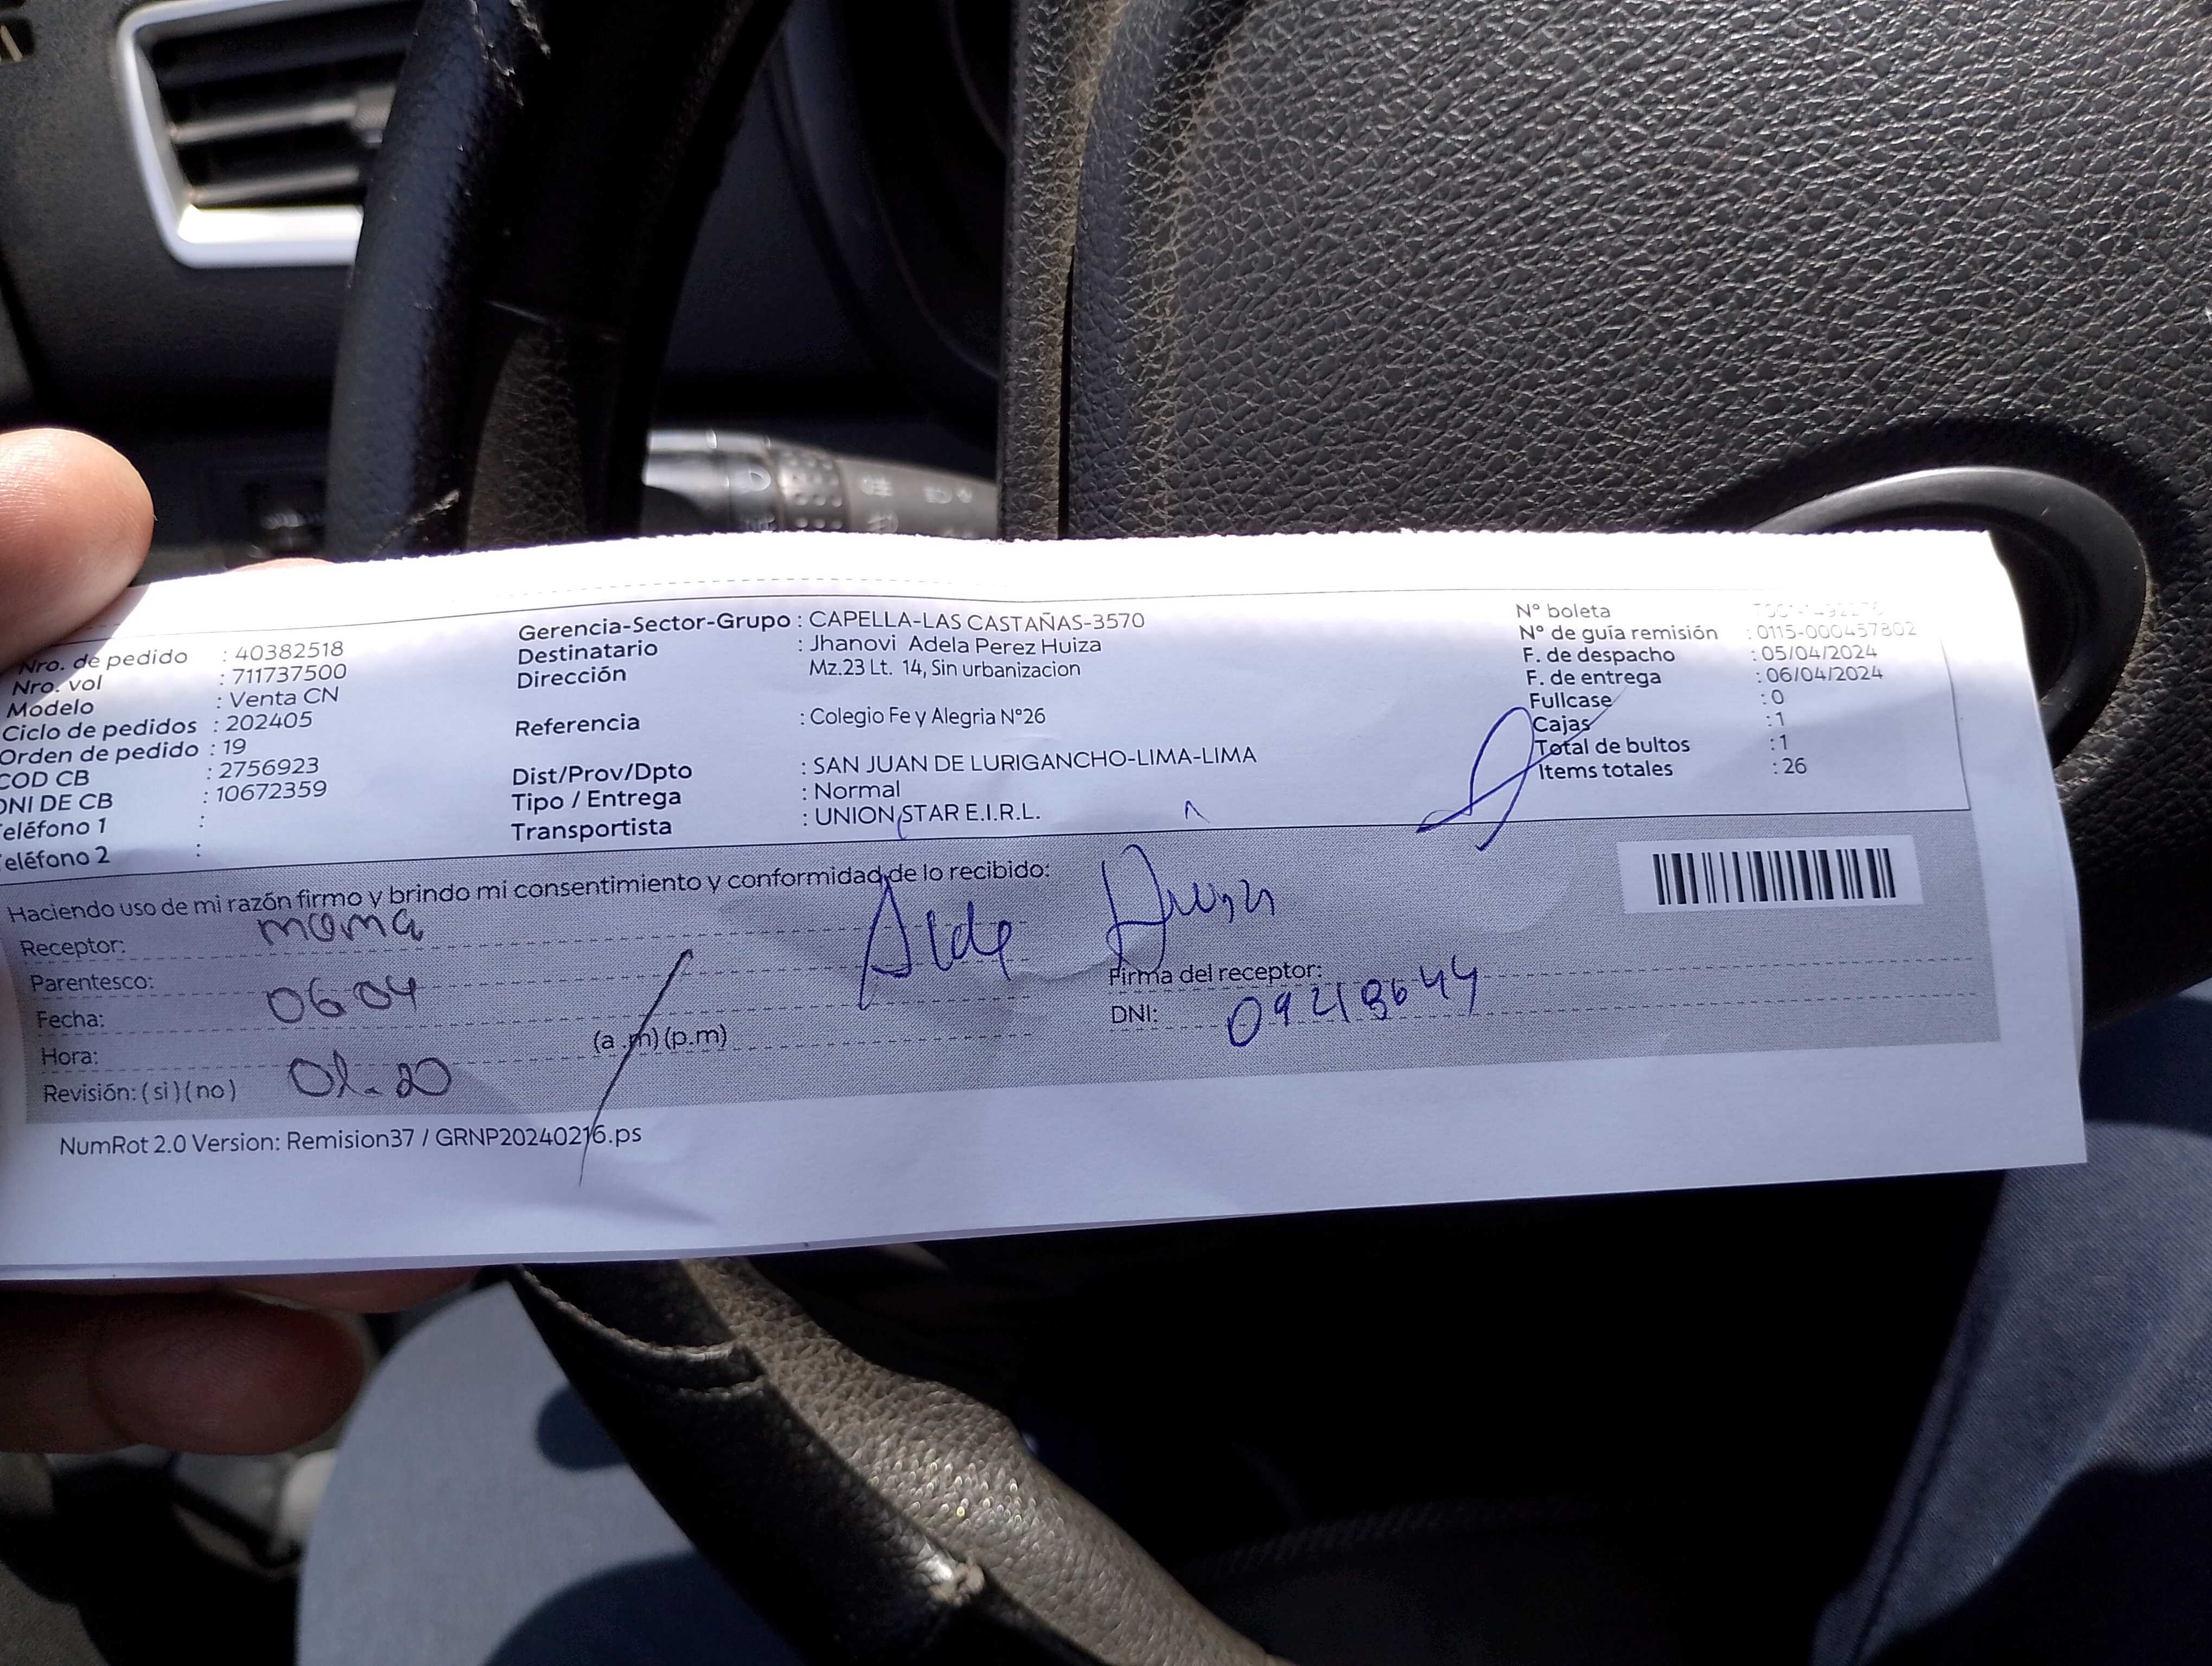 Nro. de pedido : 40382518
Nro. vol : 711737500
Modelo : Venta CN
Ciclo de pedidos : 202405
Orden de pedido : 19
COD CB : 2756923
DNI DE CB : 10672359
Teléfono 1 :
Teléfono 2 :
Gerencia-Sector-Grupo : CAPELLA-LAS CASTAÑAS-3570
Destinatario : Jhanovi Adela Perez Huiza
Dirección Mz.23 Lt. 14, Sin urbanizacion
Referencia : Colegio Fe y Alegria N°26
Dist/Prov/Dpto : SAN JUAN DE LURIGANCHO-LIMA-LIMA
Tipo / Entrega : Normal
Transportista : UNION STAR E.I.R.L.
N° boleta
N° de guía remisión : 0115-000457802
F. de despacho : 05/04/2024
F. de entrega : 06/04/2024
Fullcase : 0
Cajas : 1
Total de bultos : 1
Items totales : 26
Haciendo uso de mi razón firmo y brindo mi consentimiento y conformidad de lo recibido:
Receptor: mama
Parentesco:
Fecha: 06 04
Hora: (a.m)(p.m)
Revisión: (si)(no) 01-20
Firma del receptor:
DNI:
NumRot 2.0 Version: Remision37 / GRNP20240216.ps